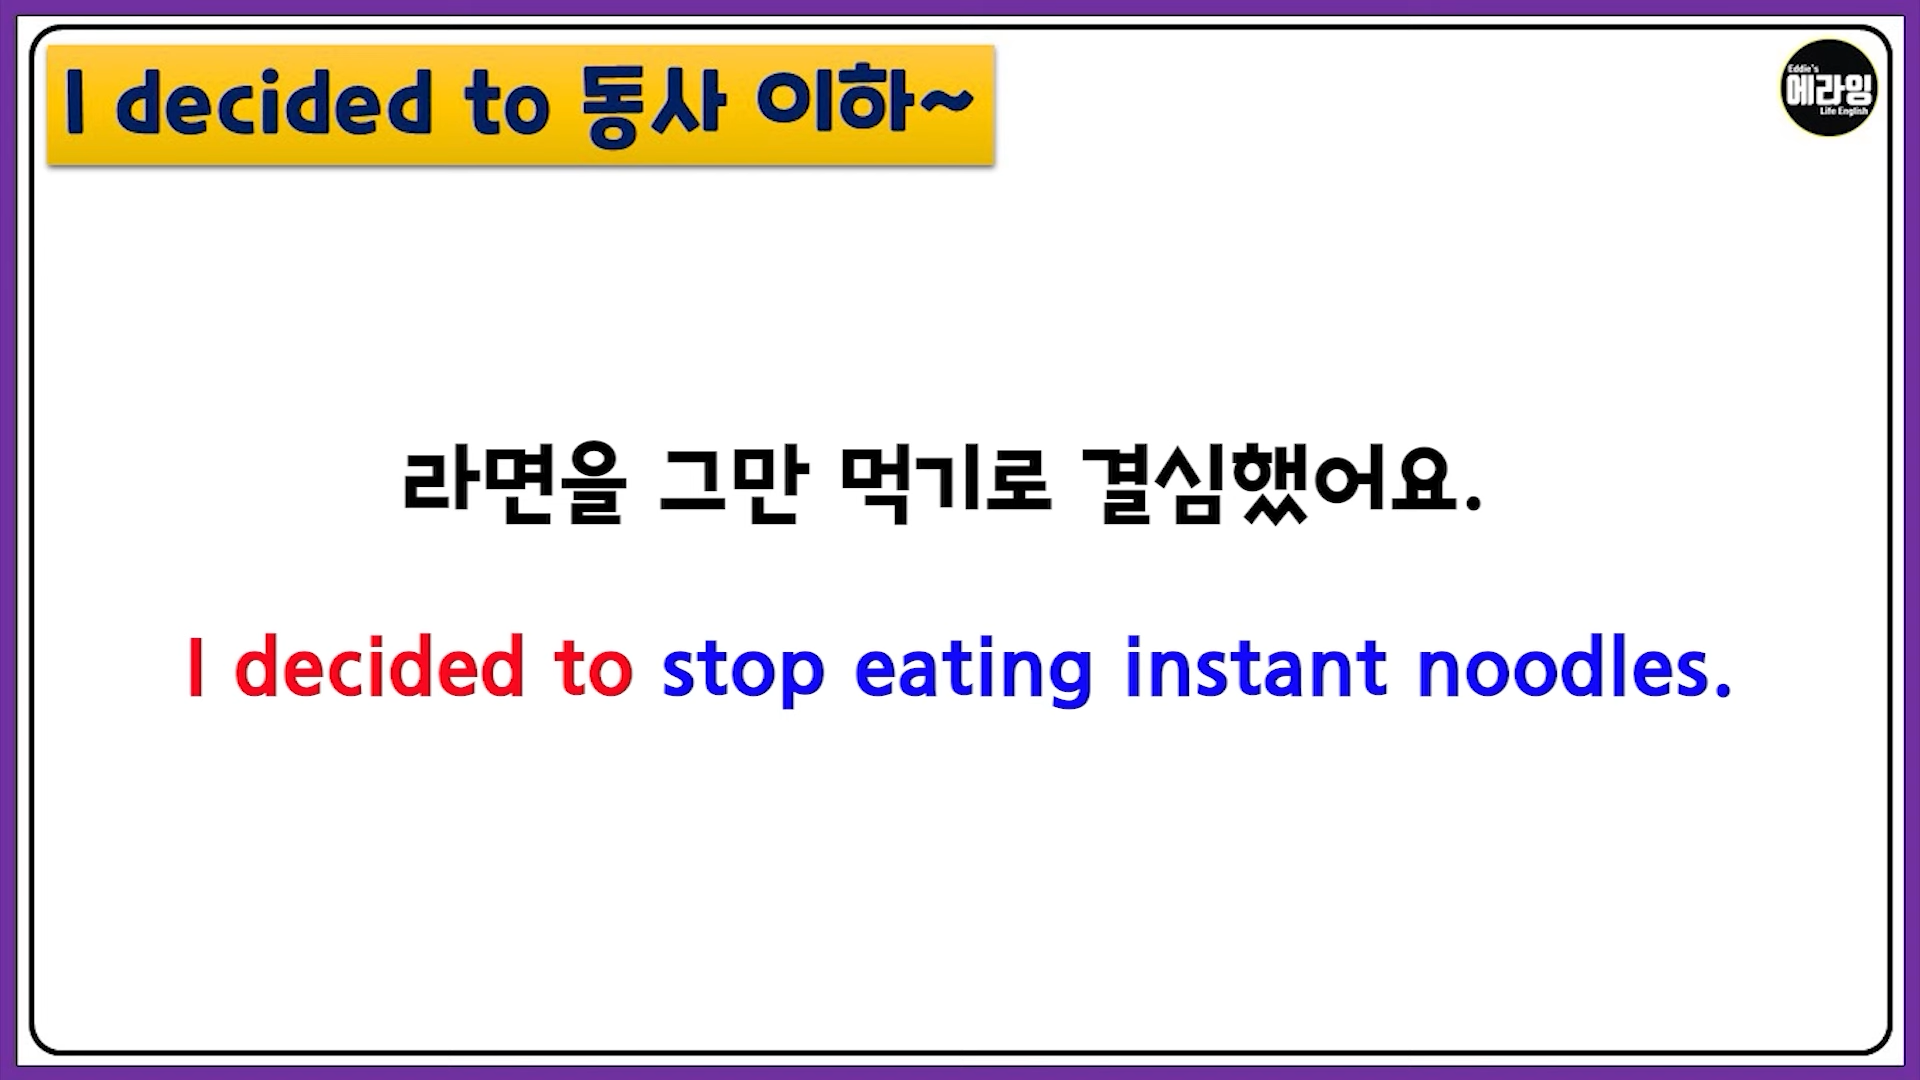 I decided to 동사 이하~
Eddie's
에라잉
Life English
라면을 그만 먹기로 결심했어요.
I decided to stop eating instant noodles.